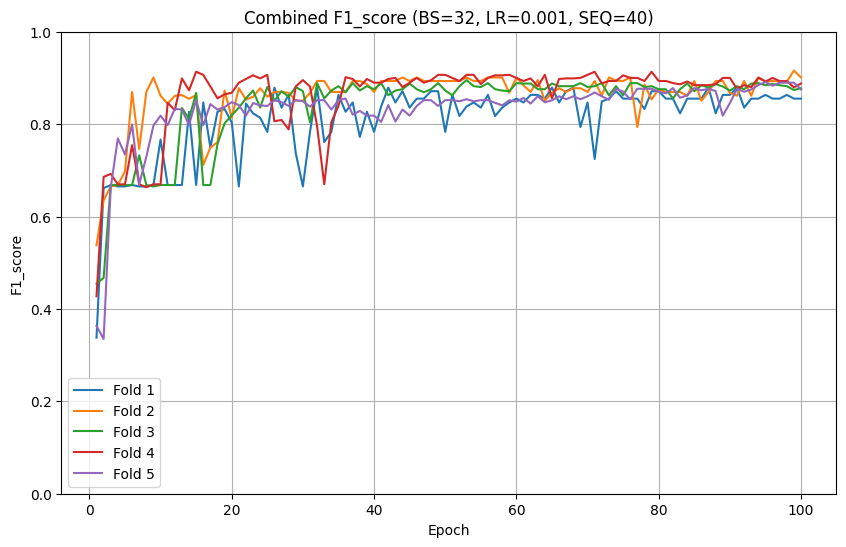 Combined F1_score (BS=32, LR=0.001, SEQ=40)
1.0
0.8
0.6
0.4
0.2
0.0
F1_score
Fold 1
Fold 2
Fold 3
Fold 4
Fold 5
0 20 40 60 80 100
Epoch